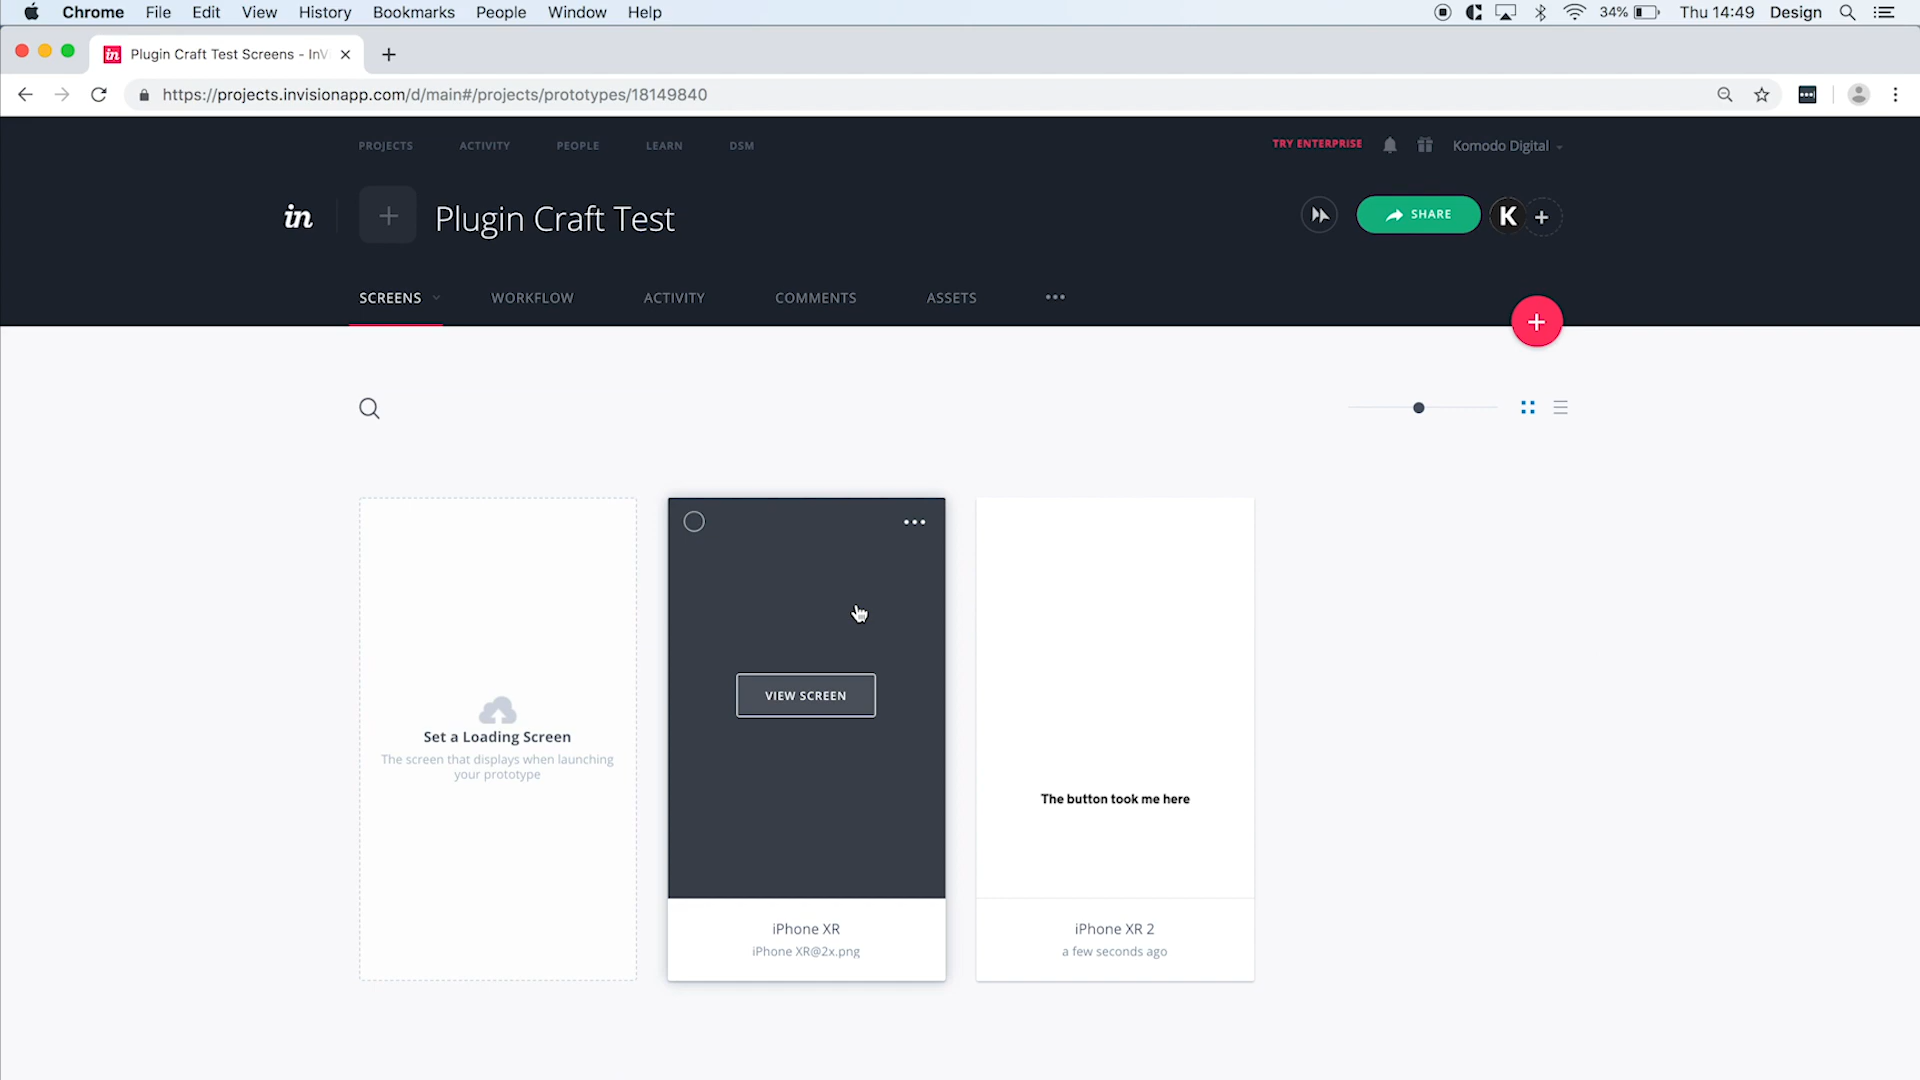 Chrome File Edit View History Bookmarks People Window Help 34% Thu 14:49 Design
in Plugin Craft Test Screens - InV
https://projects.invisionapp.com/d/main#/projects/prototypes/18149840
PROJECTS ACTIVITY PEOPLE LEARN DSM TRY ENTERPRISE Komodo Digital
in Plugin Craft Test SHARE K
SCREENS WORKFLOW ACTIVITY COMMENTS ASSETS
VIEW SCREEN
Set a Loading Screen
The screen that displays when launching
your prototype
The button took me here
iPhone XR
iPhone XR@2x.png
iPhone XR 2
a few seconds ago